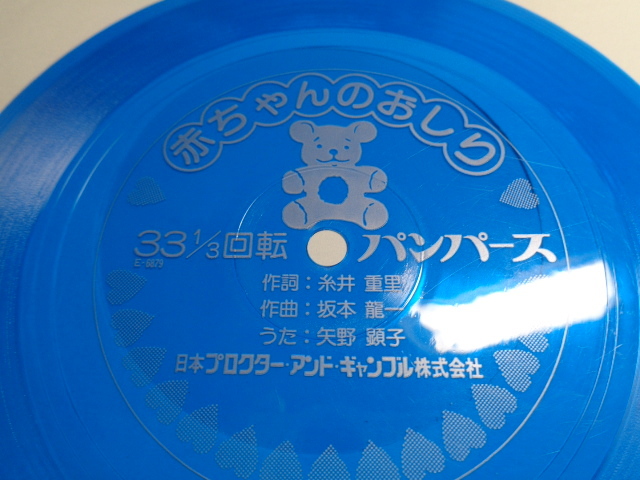 赤ちゃんのおしり
33 1/3回転
E-6879
パンパース
作詞：糸井 重里
作曲：坂本 龍一
うた：矢野 顕子
日本プロクター・アンド・ギャンブル株式会社